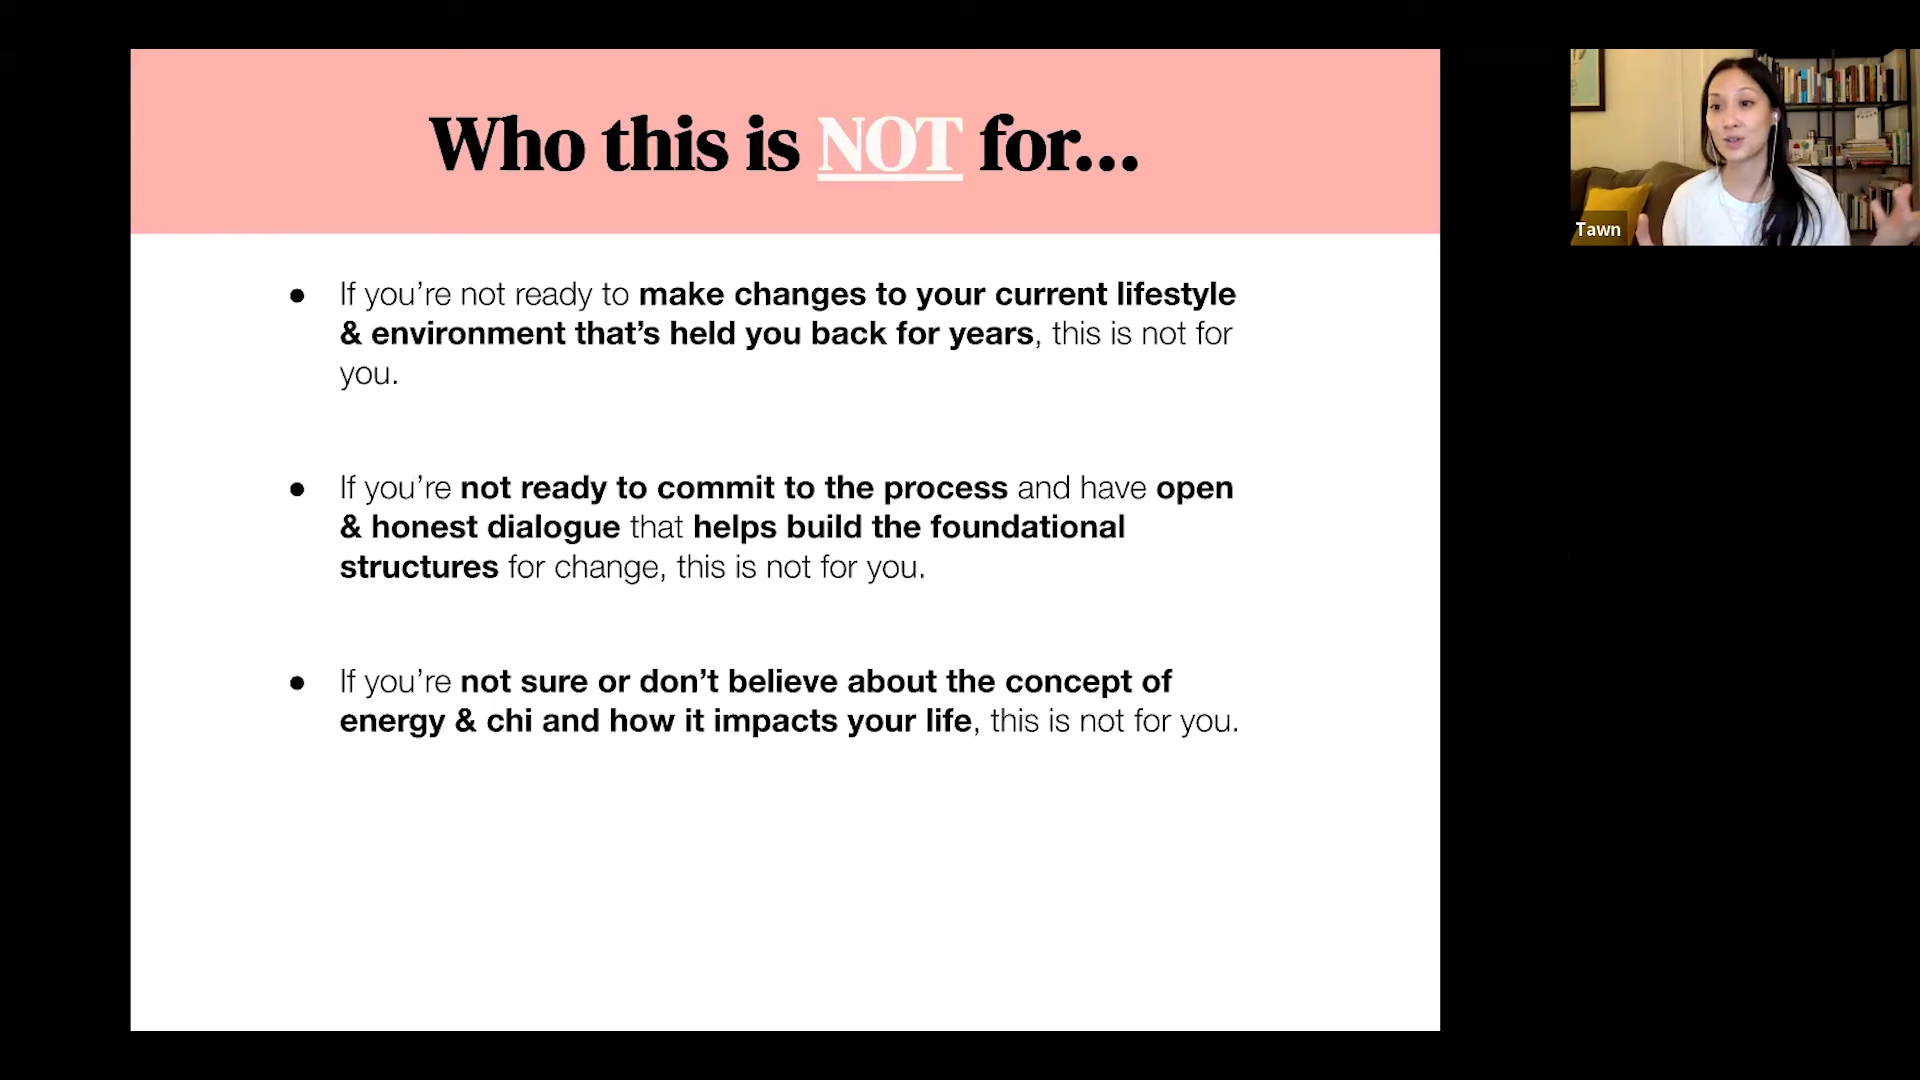 Who this is NOT for...
Tawn
● If you’re not ready to make changes to your current lifestyle
& environment that’s held you back for years, this is not for
you.
● If you’re not ready to commit to the process and have open
& honest dialogue that helps build the foundational
structures for change, this is not for you.
● If you’re not sure or don’t believe about the concept of
energy & chi and how it impacts your life, this is not for you.